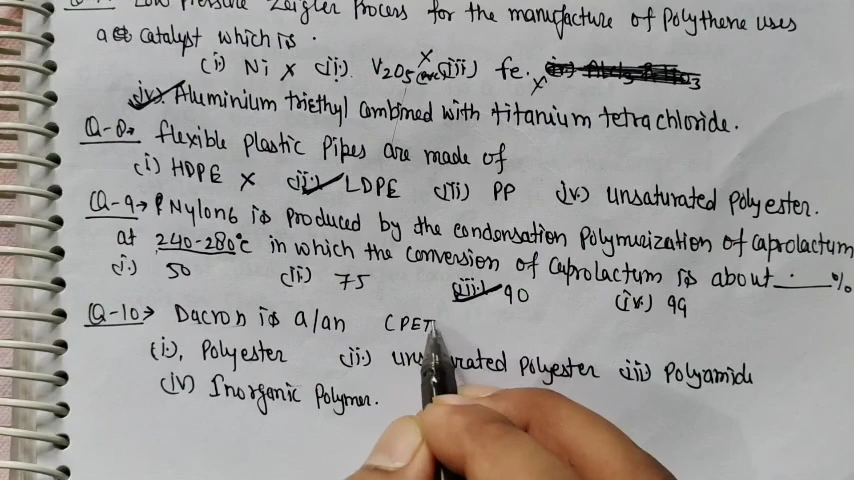 Low Pressure Zeigler Process for the manufacture of Polythene uses
a catalyst which is.
(i) Ni × (ii). V2O5 × (iii) fe. ×
(iv). Aluminium triethyl combined with titanium tetrachloride.
Q-8→ flexible plastic pipes are made of
(i) HDPE × (ii) LDPE (iii) PP (iv.) unsaturated Polyester.
Q-9→ Nylon6 is produced by the condensation Polymerization of Caprolactum
at 240-280°C in which the conversion of Caprolactum is about ____ %
(i.) 50 (ii) 75 (iii.) 90 (iv.) 99
Q-10→ Dacron is a/an (PET
(i), Polyester (ii) Polyester (iii) Polyamide
(iv) Inorganic Polymer.